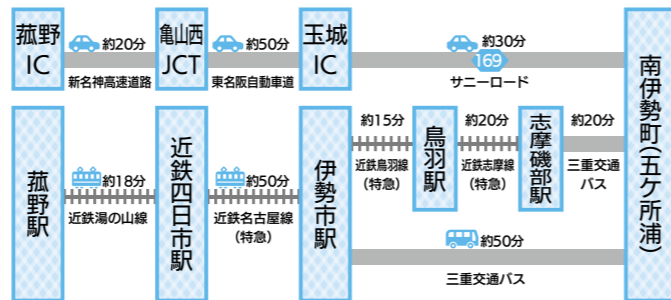 菰野
IC
約20分
新名神高速道路
亀山西
JCT
約50分
東名阪自動車道
玉城
IC
約30分
169
サニーロード
南伊勢町(五ケ所浦)
菰野駅
約18分
近鉄湯の山線
近鉄四日市駅
約50分
近鉄名古屋線
(特急)
伊勢市駅
約15分
近鉄鳥羽線
(特急)
鳥羽駅
約20分
近鉄志摩線
(特急)
志摩磯部駅
約20分
三重交通
バス
約50分
三重交通バス